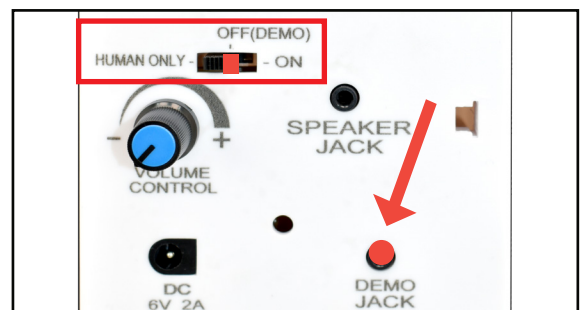 OFF(DEMO)
HUMAN ONLY - - ON
SPEAKER
JACK
- +
VOLUME
CONTROL
DC
6V 2A
DEMO
JACK